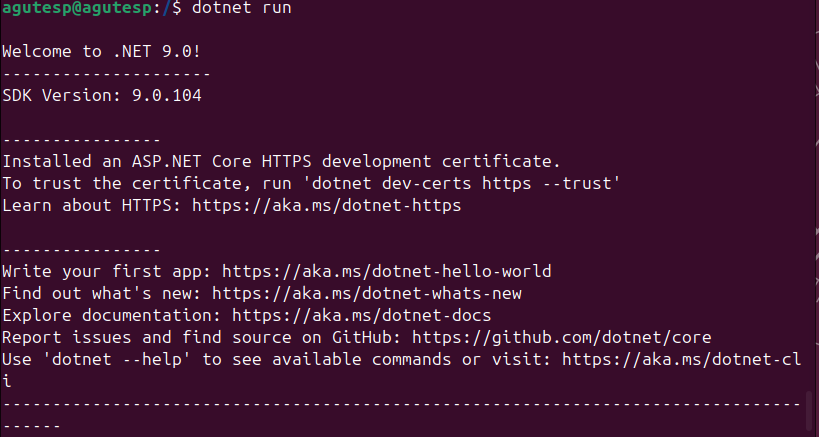 agutesp@agutesp:/$ dotnet run
Welcome to .NET 9.0!
---------------------
SDK Version: 9.0.104
----------------
Installed an ASP.NET Core HTTPS development certificate.
To trust the certificate, run 'dotnet dev-certs https --trust'
Learn about HTTPS: https://aka.ms/dotnet-https
----------------
Write your first app: https://aka.ms/dotnet-hello-world
Find out what's new: https://aka.ms/dotnet-whats-new
Explore documentation: https://aka.ms/dotnet-docs
Report issues and find source on GitHub: https://github.com/dotnet/core
Use 'dotnet --help' to see available commands or visit: https://aka.ms/dotnet-cl
i
--------------------------------------------------------------------------------
------